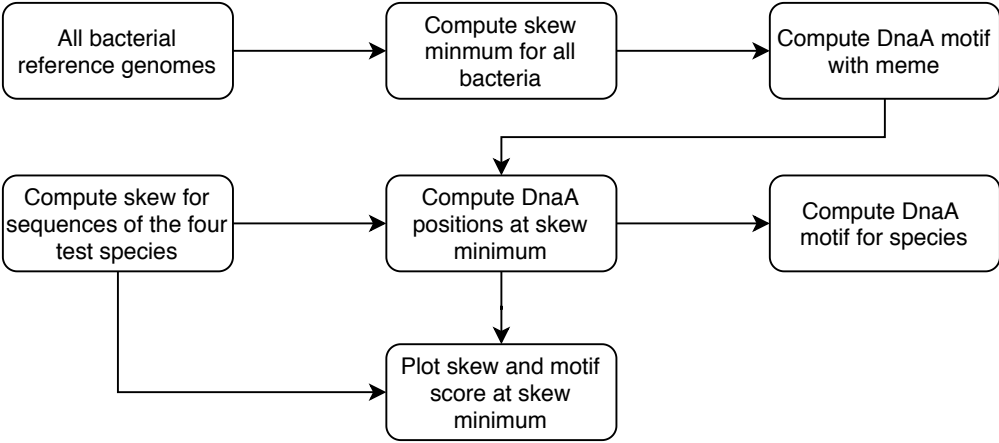 All bacterial
reference genomes
Compute skew
minmum for all
bacteria
Compute DnaA motif
with meme
Compute skew for
sequences of the four
test species
Compute DnaA
positions at skew
minimum
Compute DnaA
motif for species
Plot skew and motif
score at skew
minimum